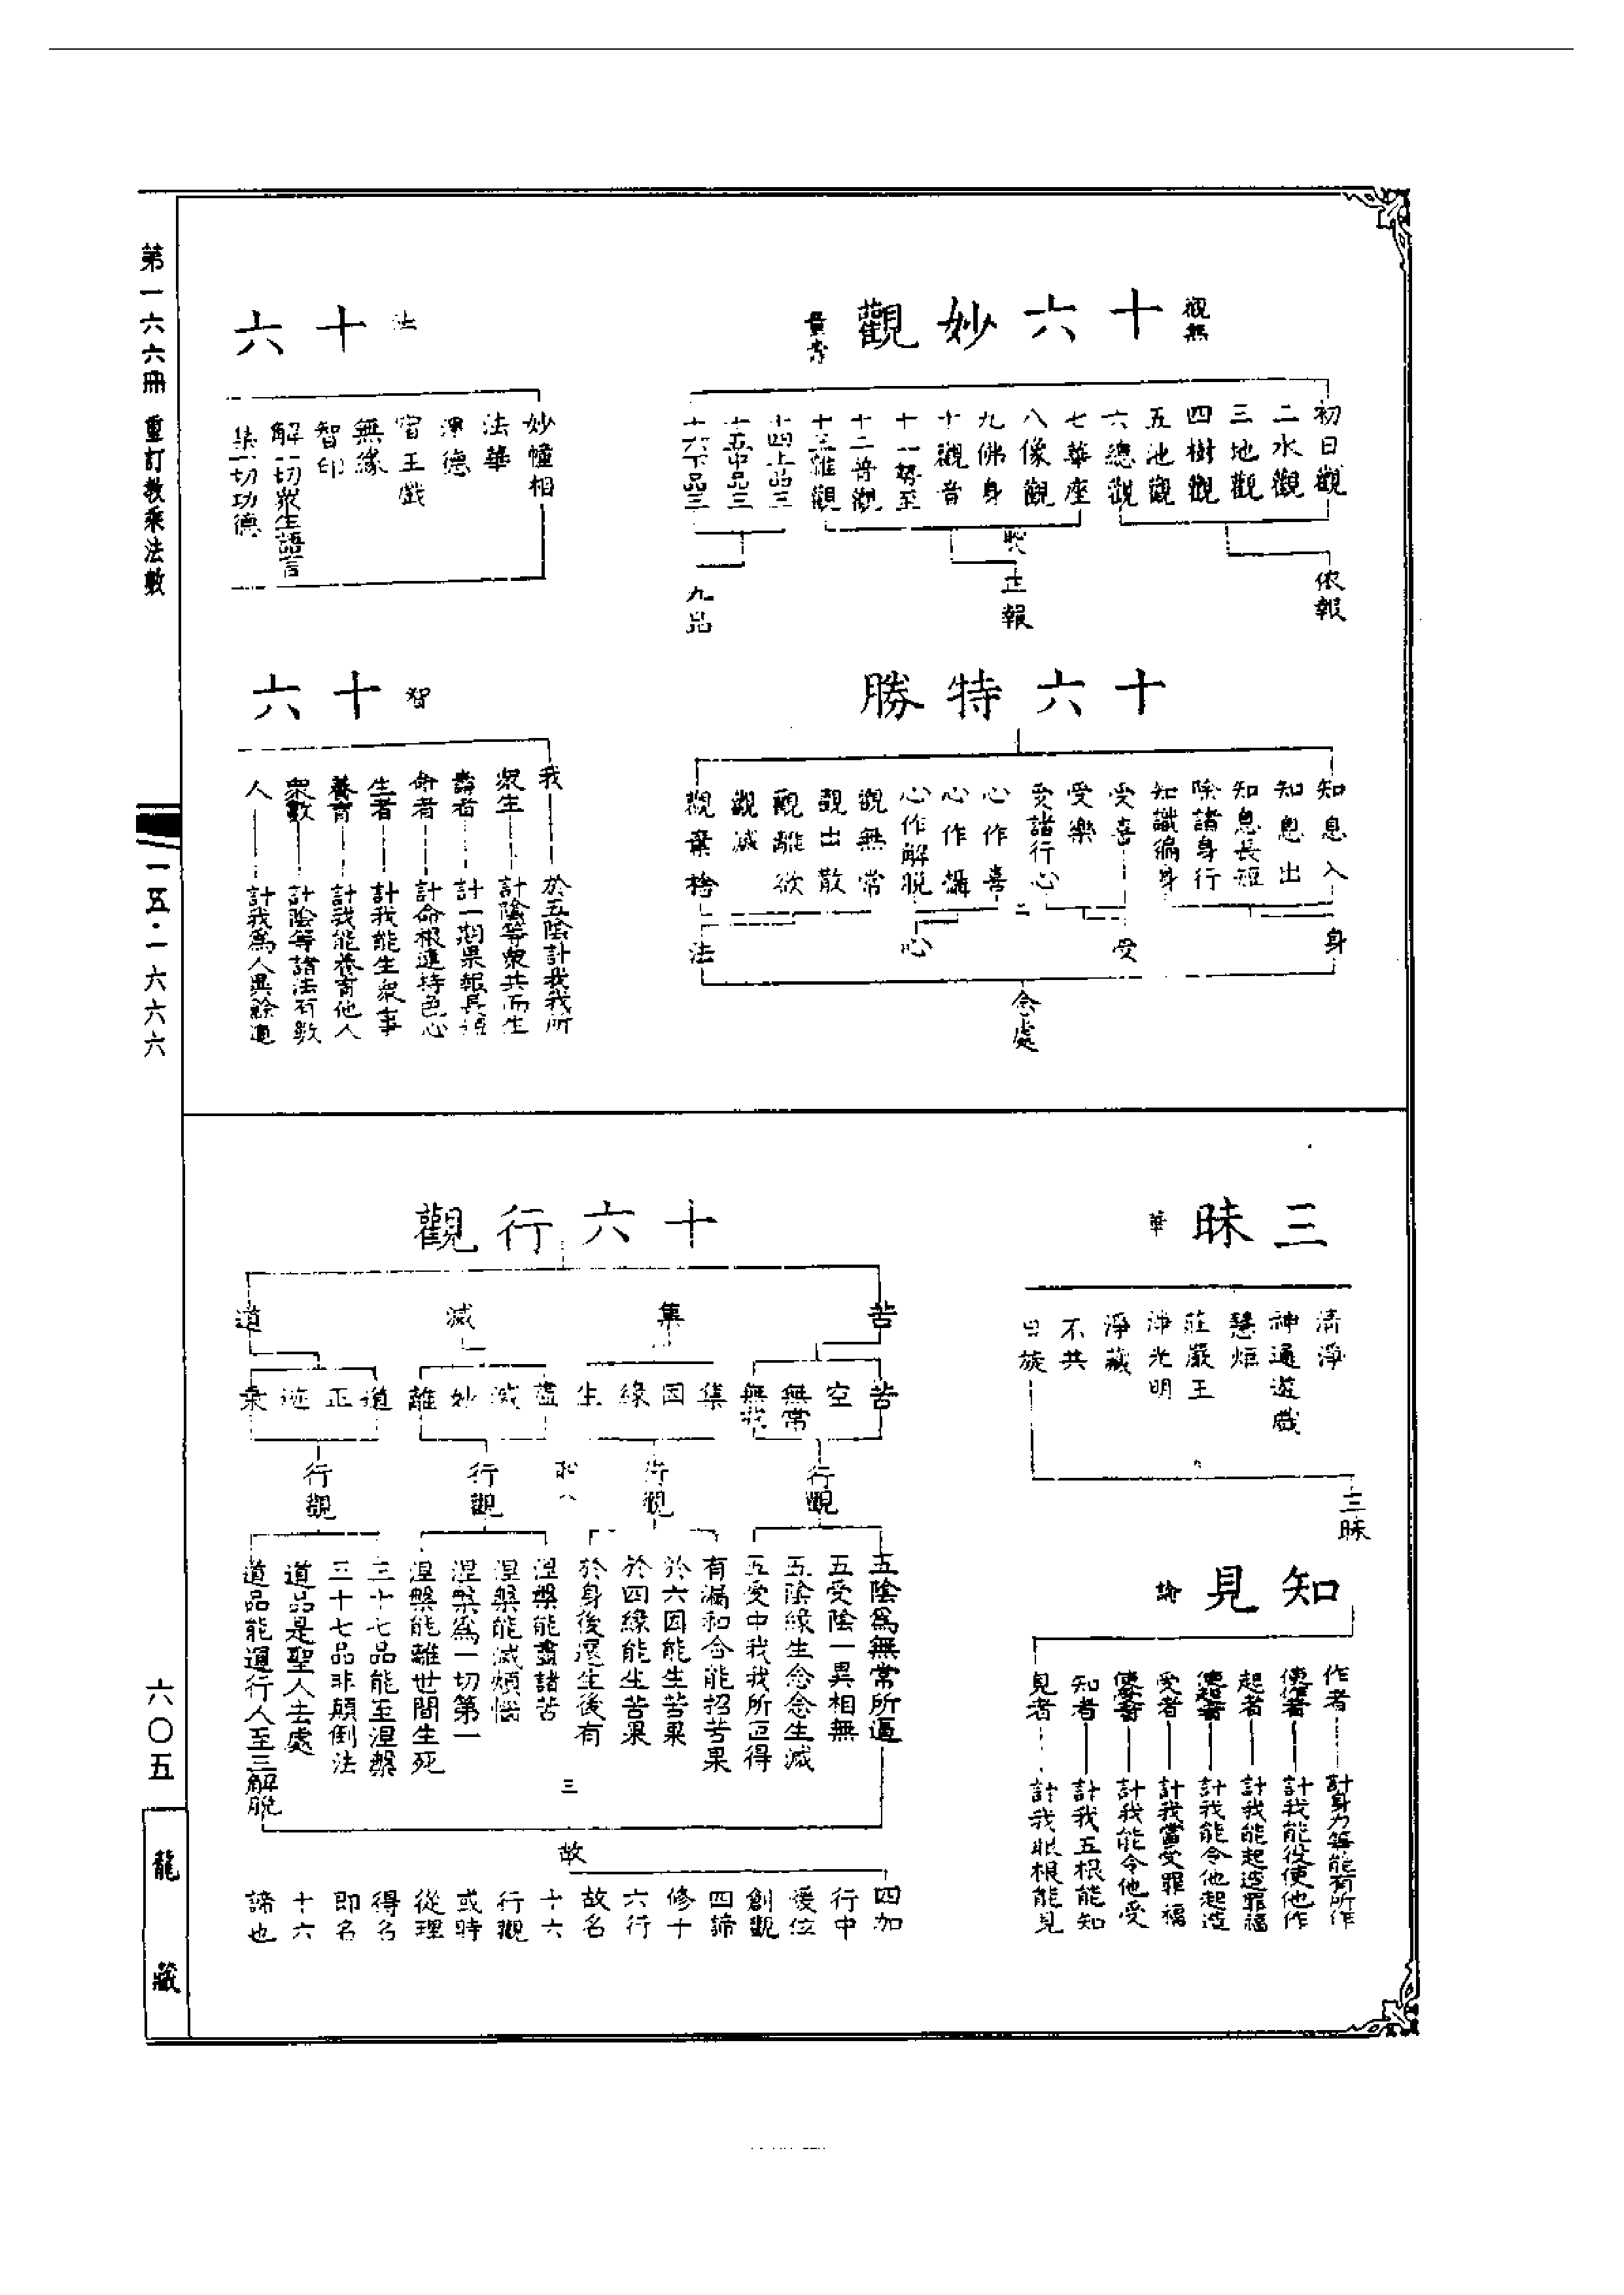 觀無
十六妙觀
量壽
初日觀
二水觀
三地觀
四樹觀
五池觀
六總觀
七華座
八像觀
九佛身
十觀音
十一勢至
十二普觀
十三雜觀
十四上品三
十五中品三
十六下品三
依報
正報
九品
十六特勝
知息入
知息出
知息長短
除諸身行
知識徧身
受喜
受樂
受諸行心
心作喜
心作攝
心作解脫
觀無常
觀出散
觀離欲
觀滅
觀棄捨
身
受
心
法
念處
法
十六
妙幢相
法華
淨德
宿王戲
無緣
智印
解一切眾生語言
集一切功德
智
十六
我
眾生
壽者
命者
生者
養育
眾數
人
於五陰計我我所
計陰等眾共而生
計一期果報長短
計命根連持色心
計我能生眾事
計我能養育他人
計陰等諸法有數
計我為人異餘道
三昧
華
清淨
神通遊戲
慧炬
莊嚴王
淨光明
淨藏
不共
日旋
三昧
知見
論
作者
使作者
起者
使起者
受者
使受者
知者
見者
計身力等能有所作
計我能役使他作
計我能起造罪福
計我能令他起造
計我當受罪福
計我能令他受
計我五根能知
計我眼根能見
十六行觀
苦
集
滅
道
苦
空
無常
無我
集
因
緣
生
盡
滅
妙
離
道
正
迹
乘
行觀
行觀
行觀
行觀
五陰為無常所逼
五受陰一異相無
五陰緣生念念生滅
五受中我我所叵得
有漏和合能招苦果
於六因能生苦果
於四緣能生苦果
於身後還生後有
涅槃能盡諸苦
涅槃能滅煩惱
涅槃為一切第一
涅槃能離世間生死
三十七品能至涅槃
三十七品非顛倒法
道品是聖人去處
道品能運行人至三解脫
三
故
四加
行中
煖位
創觀
四諦
修十
六行
故名
十六
行觀
或時
從理
得名
即名
十六
諦也
第一六六冊 重訂教乘法數
一五·一六六六
六〇五
龍藏